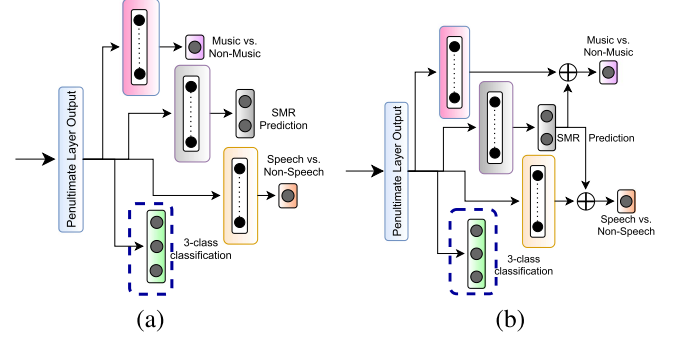 Music vs.
Non-Music
Penultimate Layer Output
SMR
Prediction
Speech vs.
Non-Speech
3-class
classification
(a)
Music vs.
Non-Music
Penultimate Layer Output
SMR Prediction
Speech vs.
Non-Speech
3-class
classification
(b)